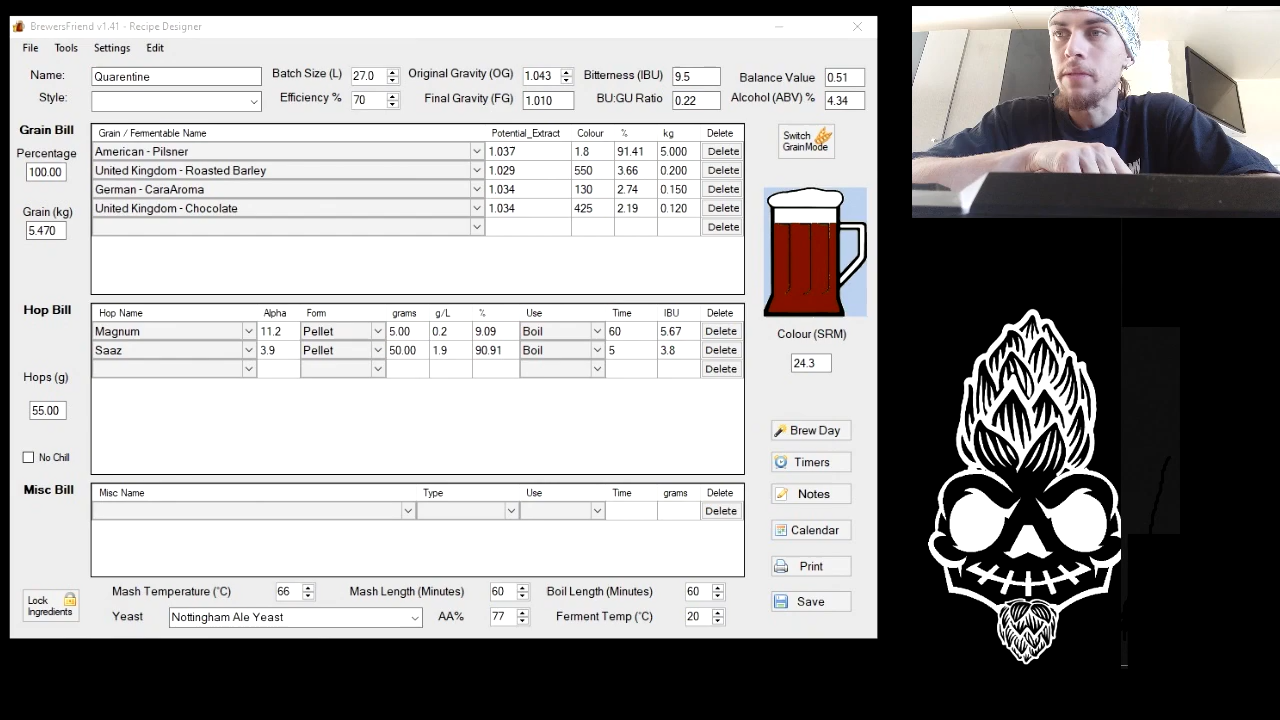 BrewersFriend v1.41 - Recipe Designer
File Tools Settings Edit
Name: Quarentine Batch Size (L) 27.0 Original Gravity (OG) 1.043 Bitterness (IBU) 9.5 Balance Value 0.51
Style: Efficiency % 70 Final Gravity (FG) 1.010 BU:GU Ratio 0.22 Alcohol (ABV) % 4.34
Grain Bill
Percentage
100.00
Grain (kg)
5.470
Grain / Fermentable Name Potential_Extract Colour % kg Delete
American - Pilsner 1.037 1.8 91.41 5.000 Delete
United Kingdom - Roasted Barley 1.029 550 3.66 0.200 Delete
German - CaraAroma 1.034 130 2.74 0.150 Delete
United Kingdom - Chocolate 1.034 425 2.19 0.120 Delete
Delete
Switch
GrainMode
Hop Bill
Hops (g)
55.00
No Chill
Hop Name Alpha Form grams g/L % Use Time IBU Delete
Magnum 11.2 Pellet 5.00 0.2 9.09 Boil 60 5.67 Delete
Saaz 3.9 Pellet 50.00 1.9 90.91 Boil 5 3.8 Delete
Delete
Colour (SRM)
24.3
Brew Day
Timers
Notes
Calendar
Print
Save
Misc Bill
Misc Name Type Use Time grams Delete
Delete
Lock
Ingredients
Mash Temperature (°C) 66 Mash Length (Minutes) 60 Boil Length (Minutes) 60
Yeast Nottingham Ale Yeast AA% 77 Ferment Temp (°C) 20